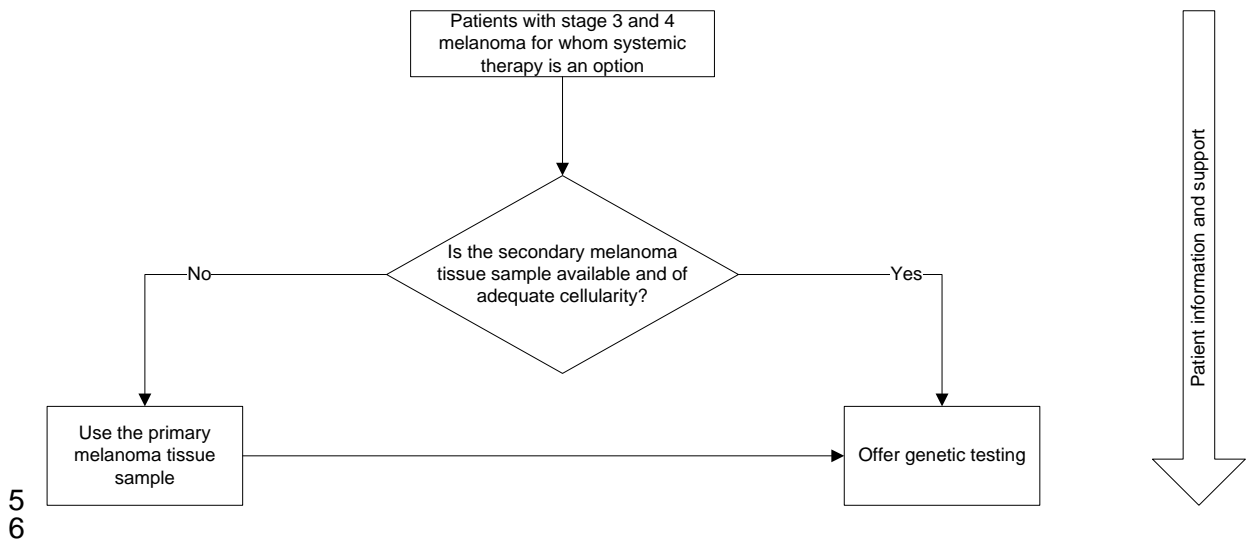 Patients with stage 3 and 4
melanoma for whom systemic
therapy is an option
Is the secondary melanoma
tissue sample available and of
adequate cellularity?
No
Yes
Use the primary
melanoma tissue
sample
Offer genetic testing
Patient information and support
5
6